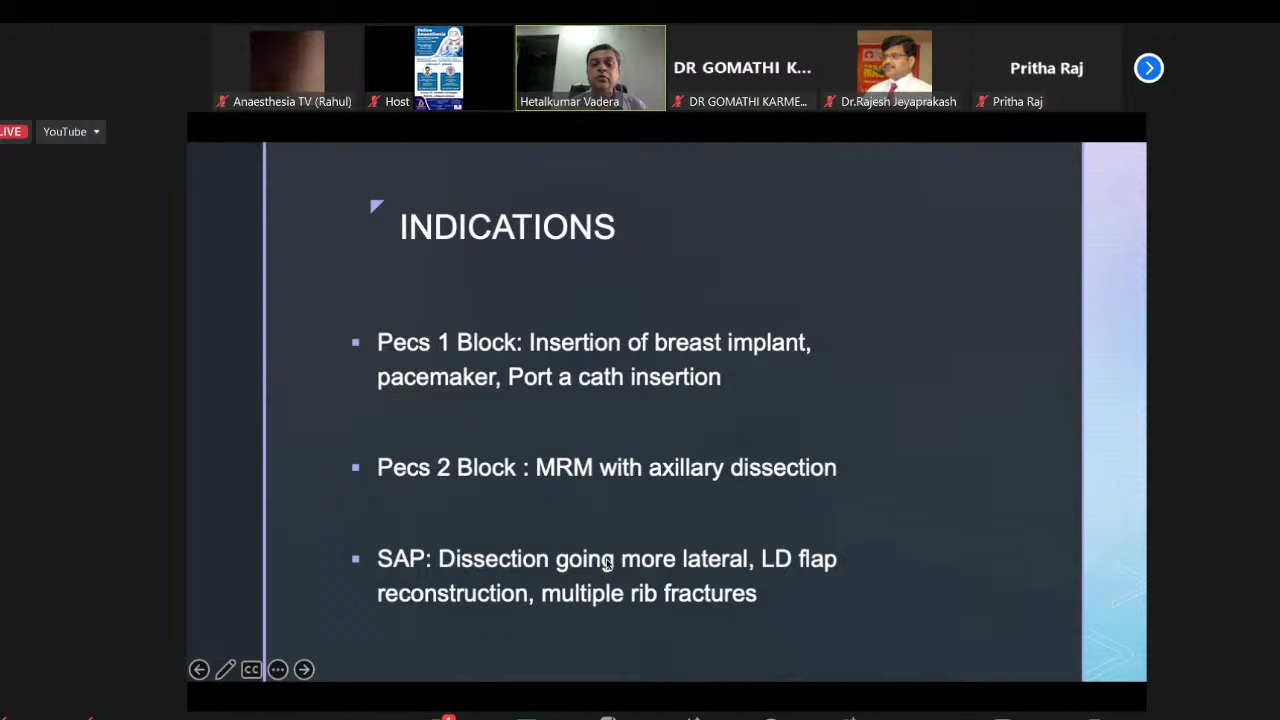 DR GOMATHI K...
Pritha Raj
Anaesthesia TV (Rahul)
Host
Hetalkumar Vadera
DR GOMATHI KARME...
Dr.Rajesh Jeyaprakash
Pritha Raj
LIVE
YouTube
INDICATIONS
Pecs 1 Block: Insertion of breast implant,
pacemaker, Port a cath insertion
Pecs 2 Block : MRM with axillary dissection
SAP: Dissection going more lateral, LD flap
reconstruction, multiple rib fractures
CC